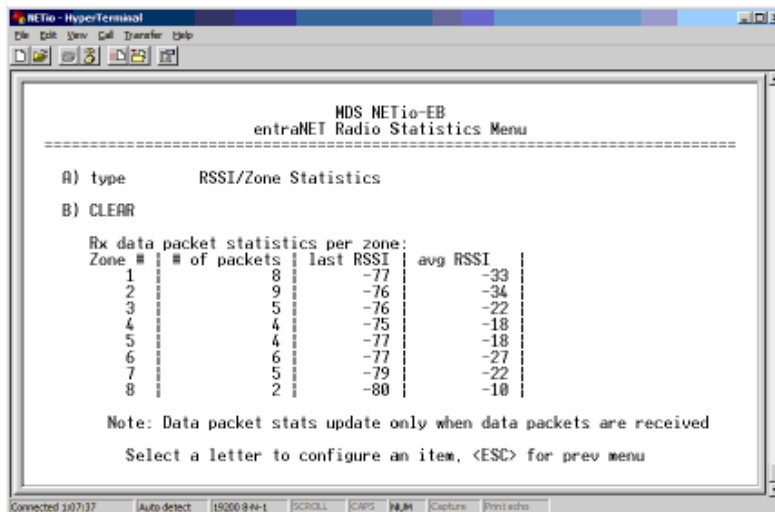 NETio - HyperTerminal
File Edit View Call Transfer Help
MDS NETio-EB
entraNET Radio Statistics Menu
==============================================================================
A) type RSSI/Zone Statistics
B) CLEAR
Rx data packet statistics per zone:
Zone # | # of packets | last RSSI | avg RSSI |
1 | 8 | -77 | -33 |
2 | 9 | -76 | -34 |
3 | 5 | -76 | -22 |
4 | 4 | -75 | -18 |
5 | 4 | -77 | -18 |
6 | 6 | -77 | -27 |
7 | 5 | -79 | -22 |
8 | 2 | -80 | -10 |
Note: Data packet stats update only when data packets are received
Select a letter to configure an item, <ESC> for prev menu
Connected 1:07:37 Auto detect 19200 8-N-1 SCROLL CAPS NUM Capture Print echo